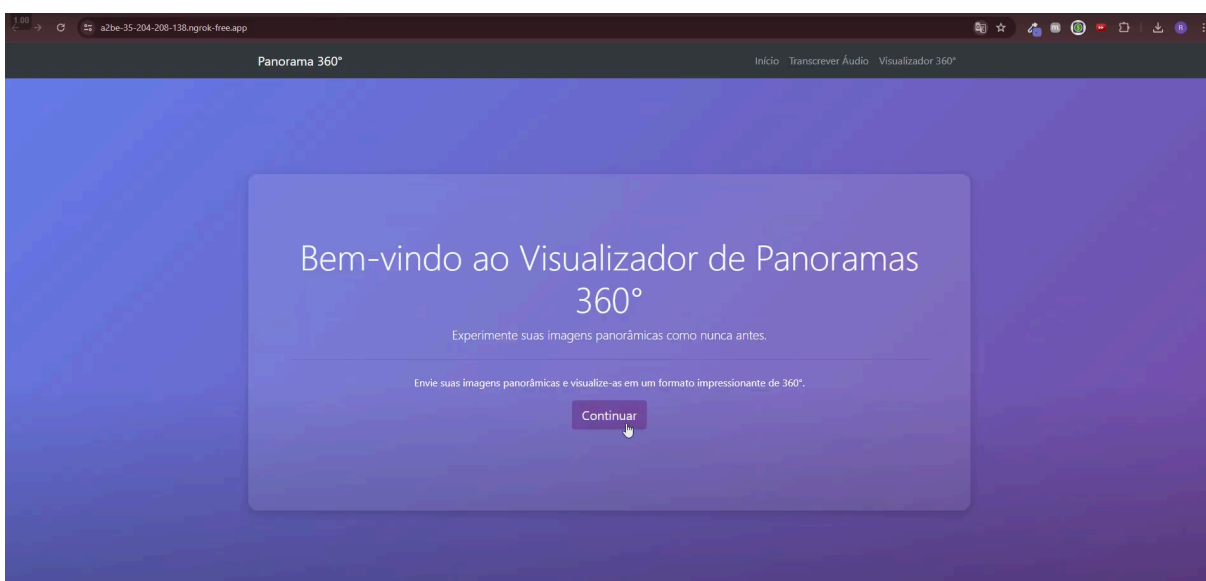 1.00
a2be-35-204-208-138.ngrok-free.app
R
Panorama 360°
Início Transcrever Áudio Visualizador 360°
Bem-vindo ao Visualizador de Panoramas
360°
Experimente suas imagens panorâmicas como nunca antes.
Envie suas imagens panorâmicas e visualize-as em um formato impressionante de 360°.
Continuar